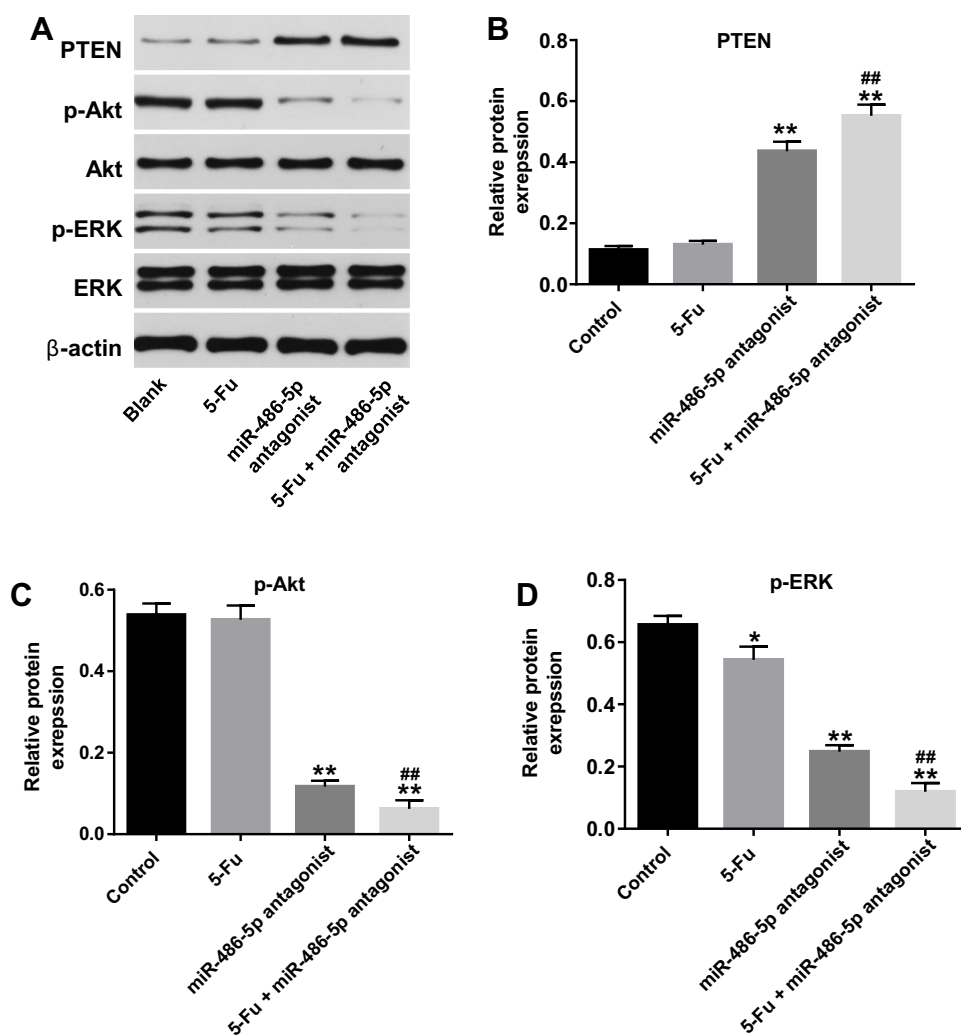 A
PTEN
p-Akt
Akt
p-ERK
ERK
β-actin
Blank
5-Fu
miR-486-5p
antagonist
5-Fu + miR-486-5p
antagonist
B
PTEN
Relative protein
exrepssion
0.8
0.6
0.4
0.2
0.0
**
##
**
Control
5-Fu
miR-486-5p antagonist
5-Fu + miR-486-5p antagonist
C
p-Akt
Relative protein
exrepssion
0.6
0.4
0.2
0.0
**
##
**
Control
5-Fu
miR-486-5p antagonist
5-Fu + miR-486-5p antagonist
D
p-ERK
Relative protein
exrepssion
0.8
0.6
0.4
0.2
0.0
*
**
##
**
Control
5-Fu
miR-486-5p antagonist
5-Fu + miR-486-5p antagonist